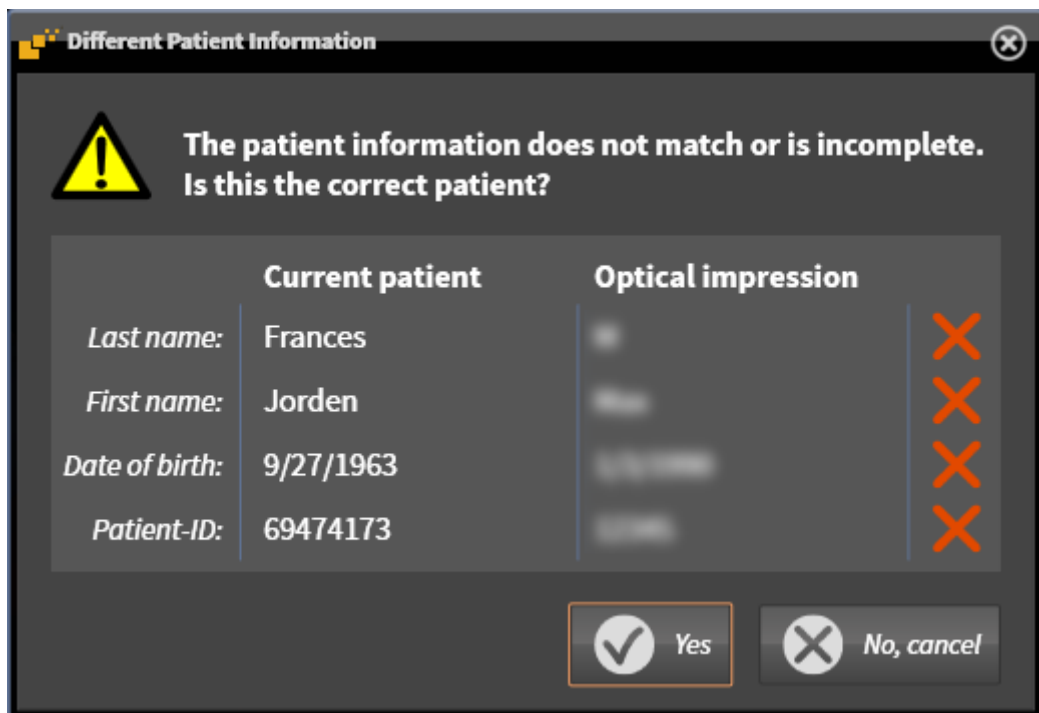 Different Patient Information
The patient information does not match or is incomplete.
Is this the correct patient?
Current patient Optical impression
Last name: Frances
First name: Jorden
Date of birth: 9/27/1963
Patient-ID: 69474173
Yes No, cancel